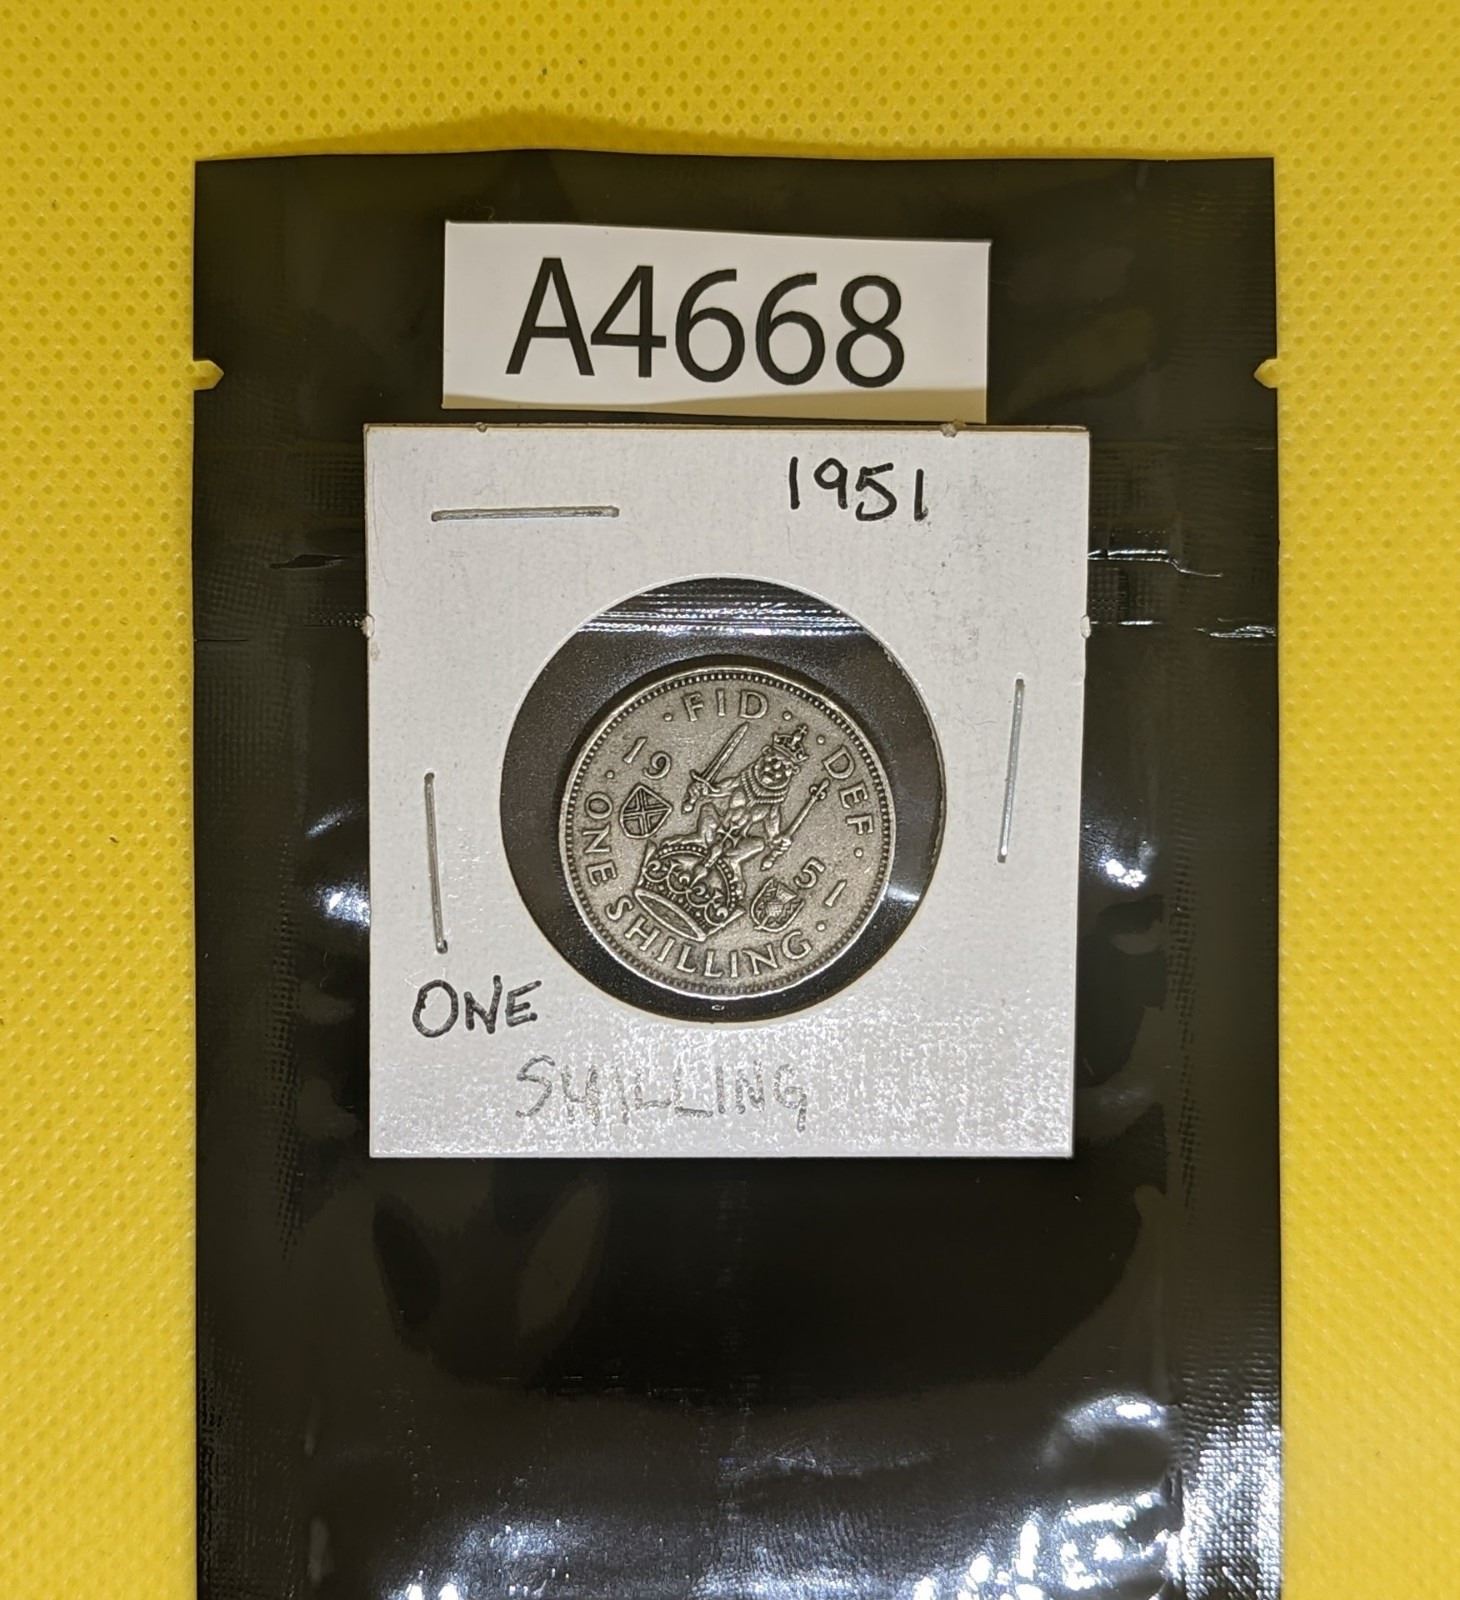 A4668
1951
· FID · DEF ·
19 51
ONE SHILLING ·
ONE
SHILLING